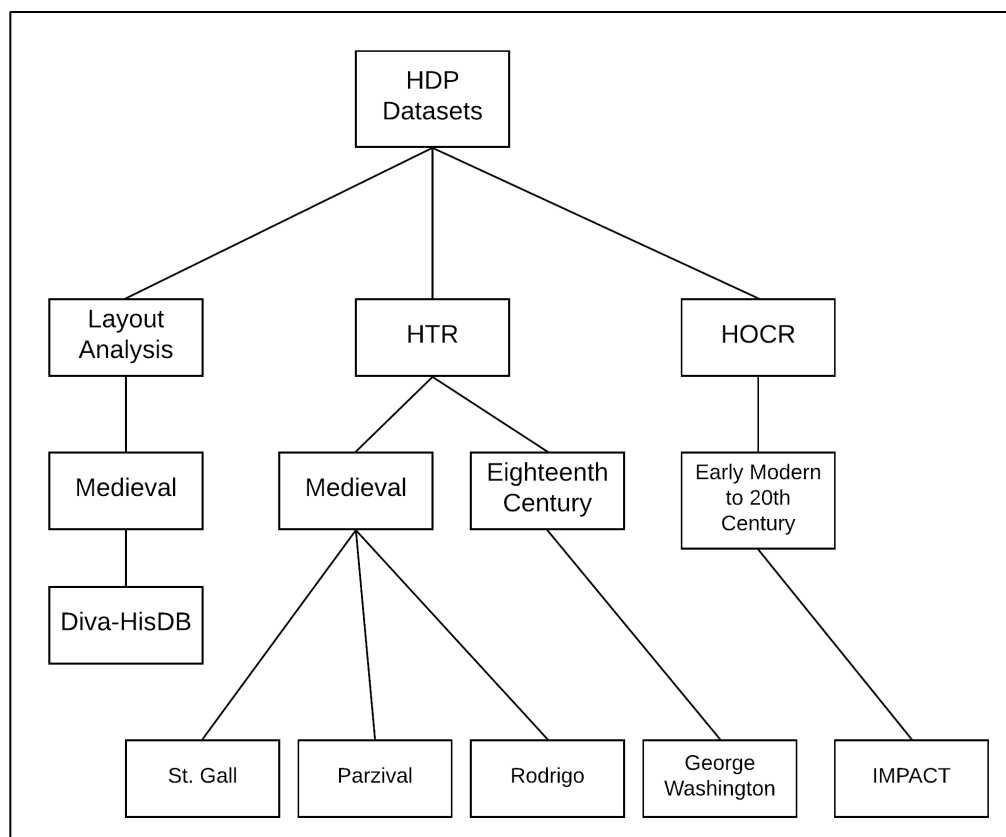 HDP
Datasets
Layout
Analysis
HTR
HOCR
Medieval
Medieval
Eighteenth
Century
Early Modern
to 20th
Century
Diva-HisDB
St. Gall
Parzival
Rodrigo
George
Washington
IMPACT